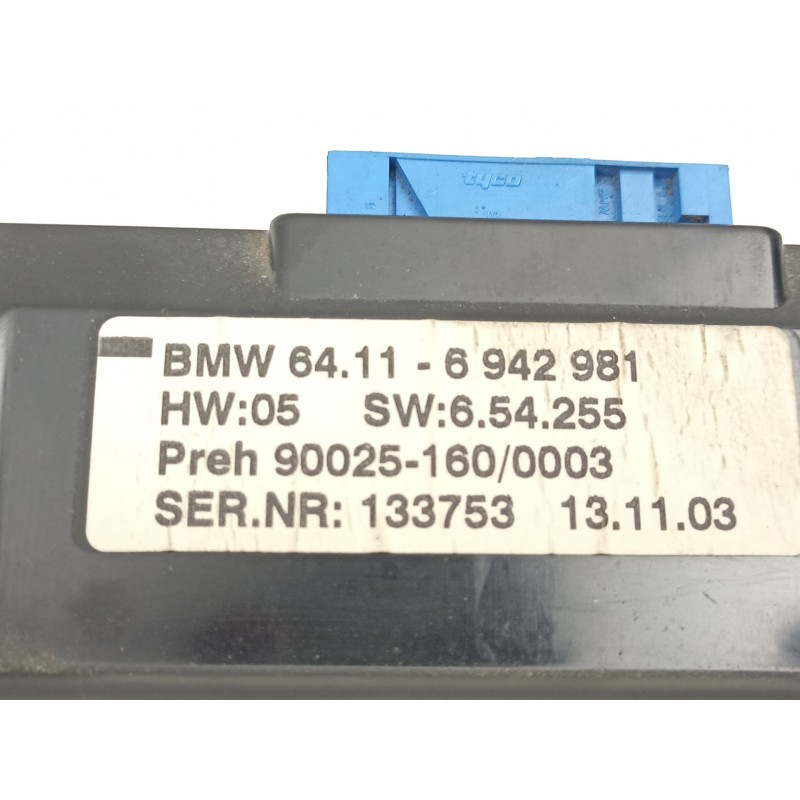 tyco
BMW 64.11 - 6 942 981
HW:05 SW:6.54.255
Preh 90025-160/0003
SER.NR: 133753 13.11.03